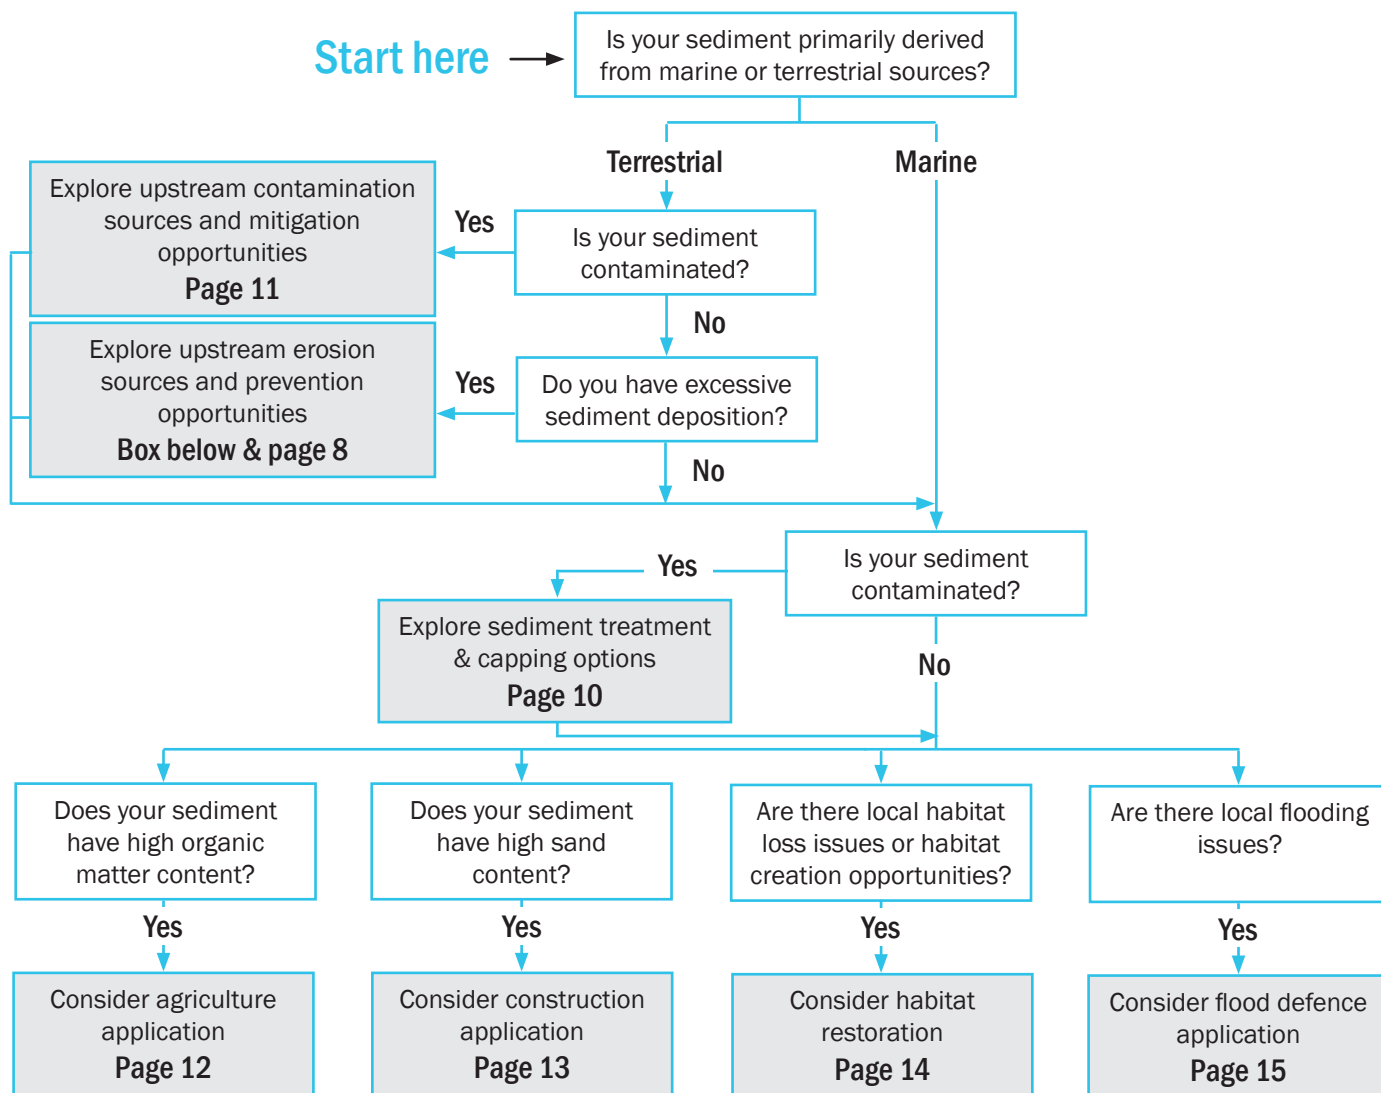 Start here
Is your sediment primarily derived
from marine or terrestrial sources?
Terrestrial
Marine
Explore upstream contamination
sources and mitigation
opportunities
Page 11
Yes
Is your sediment
contaminated?
No
Explore upstream erosion
sources and prevention
opportunities
Box below & page 8
Yes
Do you have excessive
sediment deposition?
No
Is your sediment
contaminated?
Yes
Explore sediment treatment
& capping options
Page 10
No
Does your sediment
have high organic
matter content?
Does your sediment
have high sand
content?
Are there local habitat
loss issues or habitat
creation opportunities?
Are there local flooding
issues?
Yes
Yes
Yes
Yes
Consider agriculture
application
Page 12
Consider construction
application
Page 13
Consider habitat
restoration
Page 14
Consider flood defence
application
Page 15